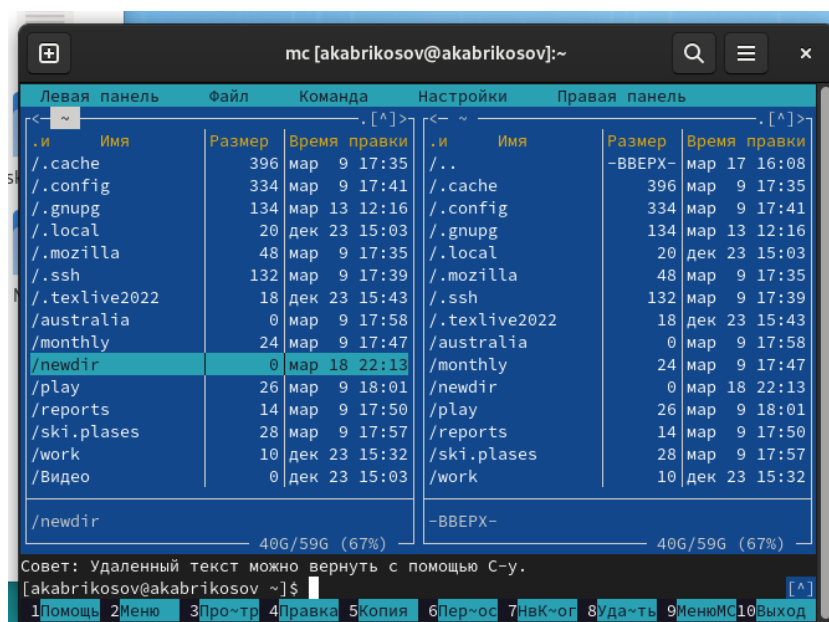 mc [akabrikosov@akabrikosov]:~
Левая панель Файл Команда Настройки Правая панель
<— ~ .[^]> <— ~ .[^]>
.и Имя Размер Время правки .и Имя Размер Время правки
/.cache 396 мар 9 17:35 /.. -ВВЕРХ- мар 17 16:08
/.config 334 мар 9 17:41 /.cache 396 мар 9 17:35
/.gnupg 134 мар 13 12:16 /.config 334 мар 9 17:41
/.local 20 дек 23 15:03 /.gnupg 134 мар 13 12:16
/.mozilla 48 мар 9 17:35 /.local 20 дек 23 15:03
/.ssh 132 мар 9 17:39 /.mozilla 48 мар 9 17:35
/.texlive2022 18 дек 23 15:43 /.ssh 132 мар 9 17:39
/australia 0 мар 9 17:58 /.texlive2022 18 дек 23 15:43
/monthly 24 мар 9 17:47 /australia 0 мар 9 17:58
/newdir 0 мар 18 22:13 /monthly 24 мар 9 17:47
/play 26 мар 9 18:01 /newdir 0 мар 18 22:13
/reports 14 мар 9 17:50 /play 26 мар 9 18:01
/ski.plases 28 мар 9 17:57 /reports 14 мар 9 17:50
/work 10 дек 23 15:32 /ski.plases 28 мар 9 17:57
/Видео 0 дек 23 15:03 /work 10 дек 23 15:32
/newdir -ВВЕРХ-
40G/59G (67%) 40G/59G (67%)
Совет: Удаленный текст можно вернуть с помощью C-y.
[akabrikosov@akabrikosov ~]$ [^]
1Помощь 2Меню 3Про~тр 4Правка 5Копия 6Пер~ос 7НвК~ог 8Уда~ть 9МенюMC10Выход